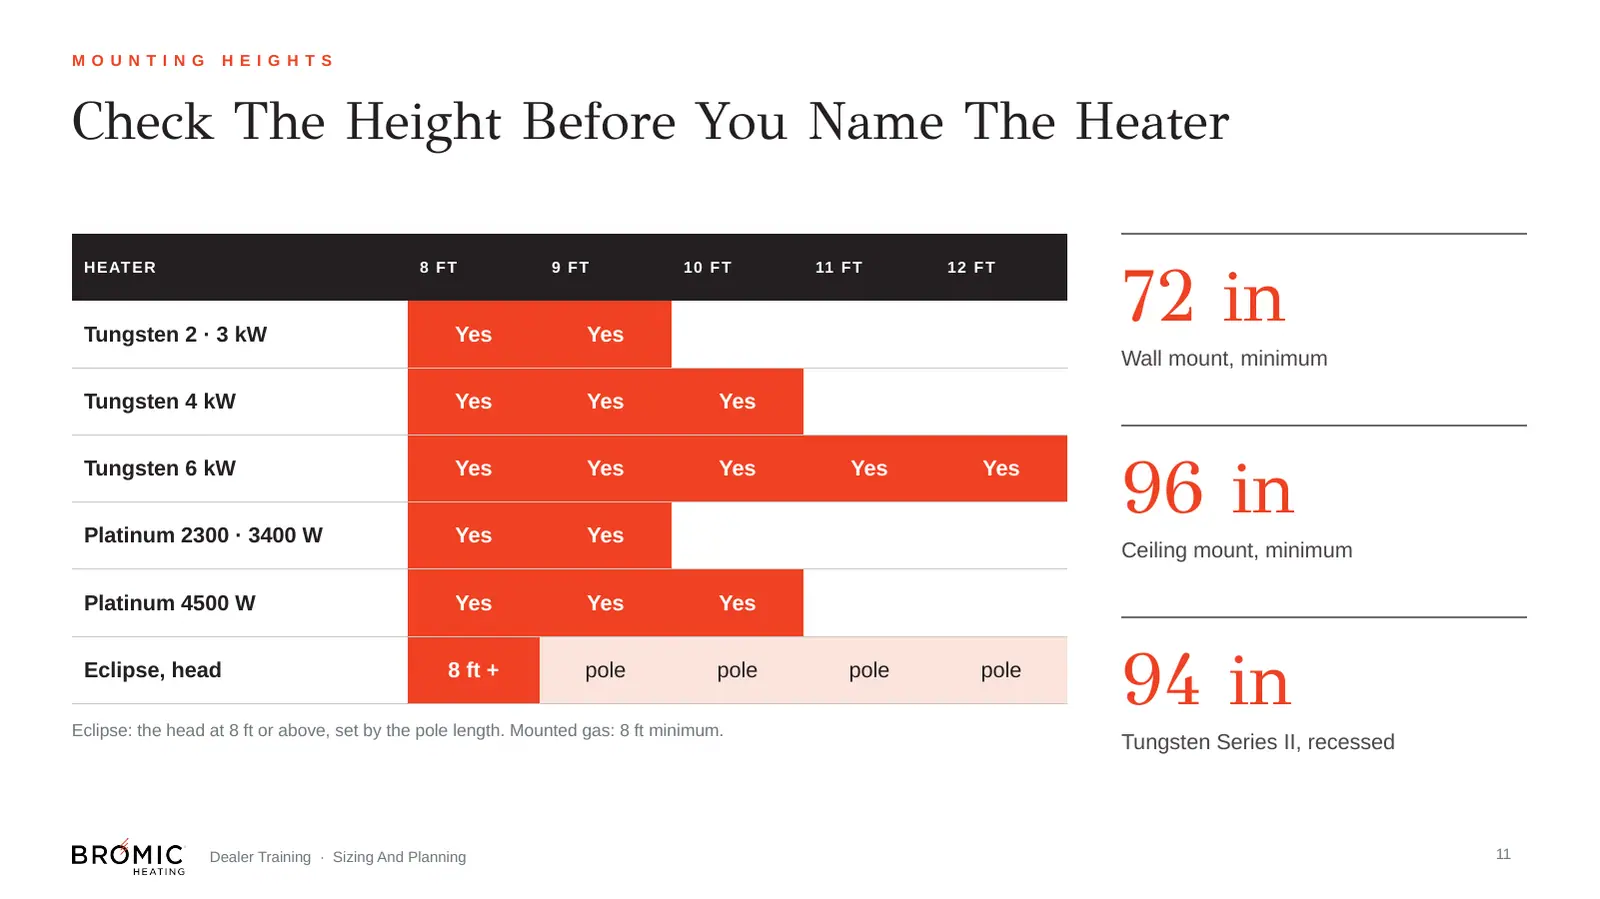 MOUNTING HEIGHTS
Check The Height Before You Name The Heater
HEATER 8 FT 9 FT 10 FT 11 FT 12 FT
Tungsten 2 · 3 kW Yes Yes
Tungsten 4 kW Yes Yes Yes
Tungsten 6 kW Yes Yes Yes Yes Yes
Platinum 2300 · 3400 W Yes Yes
Platinum 4500 W Yes Yes Yes
Eclipse, head 8 ft + pole pole pole pole
Eclipse: the head at 8 ft or above, set by the pole length. Mounted gas: 8 ft minimum.
72 in
Wall mount, minimum
96 in
Ceiling mount, minimum
94 in
Tungsten Series II, recessed
BROMIC
HEATING
Dealer Training · Sizing And Planning
11